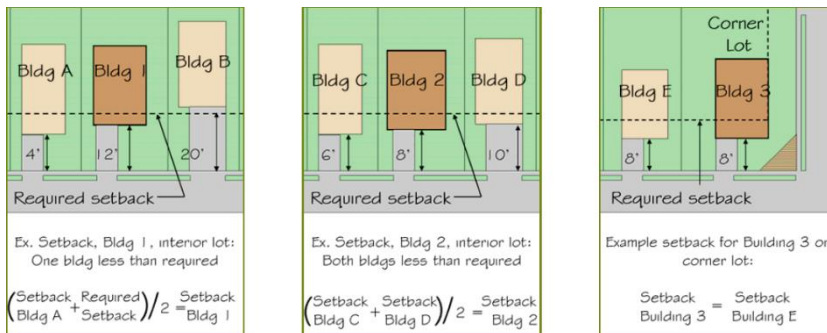 Bldg A
Bldg 1
Bldg B
4'
12'
20'
Required setback
Ex. Setback, Bldg 1, interior lot:
One bldg less than required
(Setback Bldg A + Required Setback)/2 = Setback Bldg 1
Bldg C
Bldg 2
Bldg D
6'
8'
10'
Required setback
Ex. Setback, Bldg 2, interior lot:
Both bldgs less than required
(Setback Bldg C + Setback Bldg D)/2 = Setback Bldg 2
Corner
Lot
Bldg E
Bldg 3
8'
8'
Required setback
Example setback for Building 3 on
corner lot:
Setback Building 3 = Setback Building E